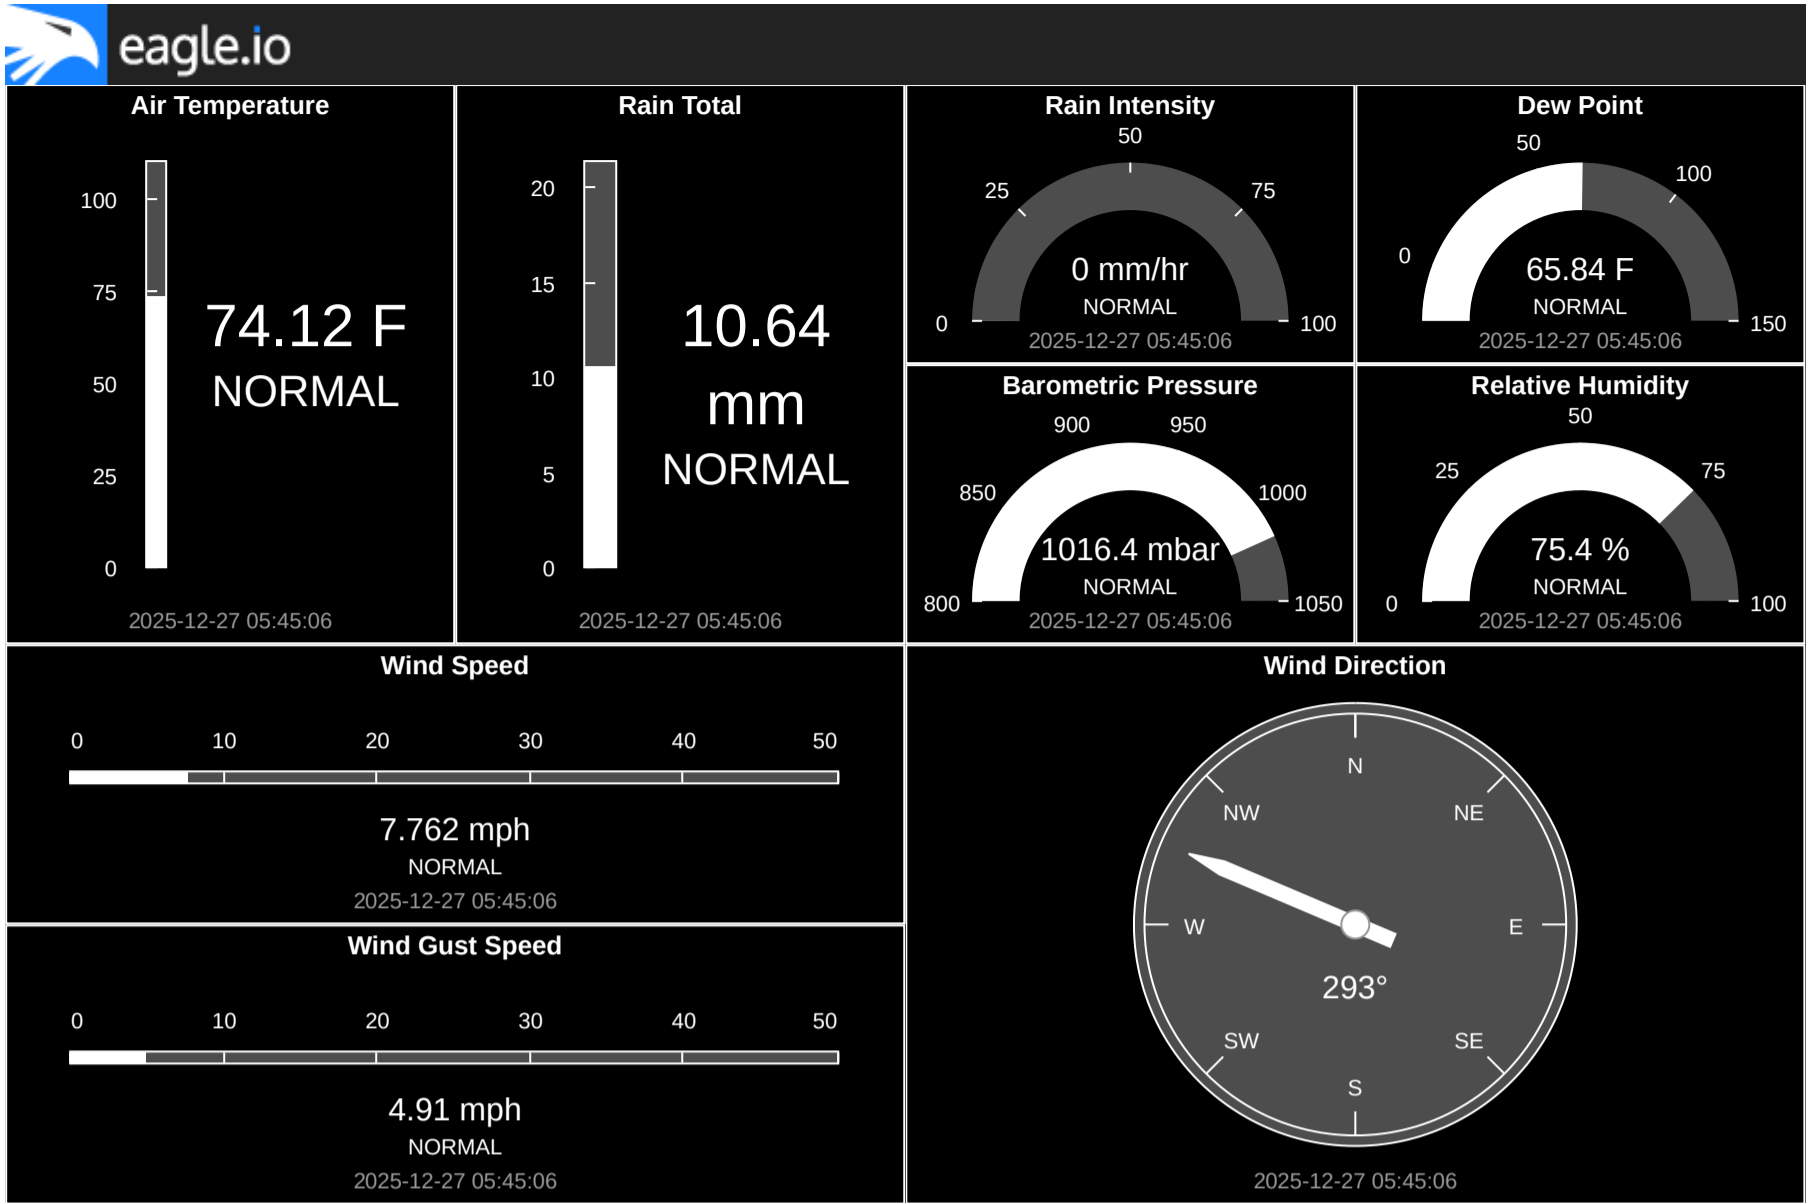 eagle.io
Air Temperature
100
75
50
25
0
74.12 F
NORMAL
2025-12-27 05:45:06
Rain Total
20
15
10
5
0
10.64
mm
NORMAL
2025-12-27 05:45:06
Rain Intensity
50
25
75
0
100
0 mm/hr
NORMAL
2025-12-27 05:45:06
Dew Point
50
100
0
150
65.84 F
NORMAL
2025-12-27 05:45:06
Barometric Pressure
900
950
850
1000
800
1050
1016.4 mbar
NORMAL
2025-12-27 05:45:06
Relative Humidity
50
25
75
0
100
75.4 %
NORMAL
2025-12-27 05:45:06
Wind Speed
0 10 20 30 40 50
7.762 mph
NORMAL
2025-12-27 05:45:06
Wind Gust Speed
0 10 20 30 40 50
4.91 mph
NORMAL
2025-12-27 05:45:06
Wind Direction
N
NW
NE
W
E
293°
SW
SE
S
2025-12-27 05:45:06